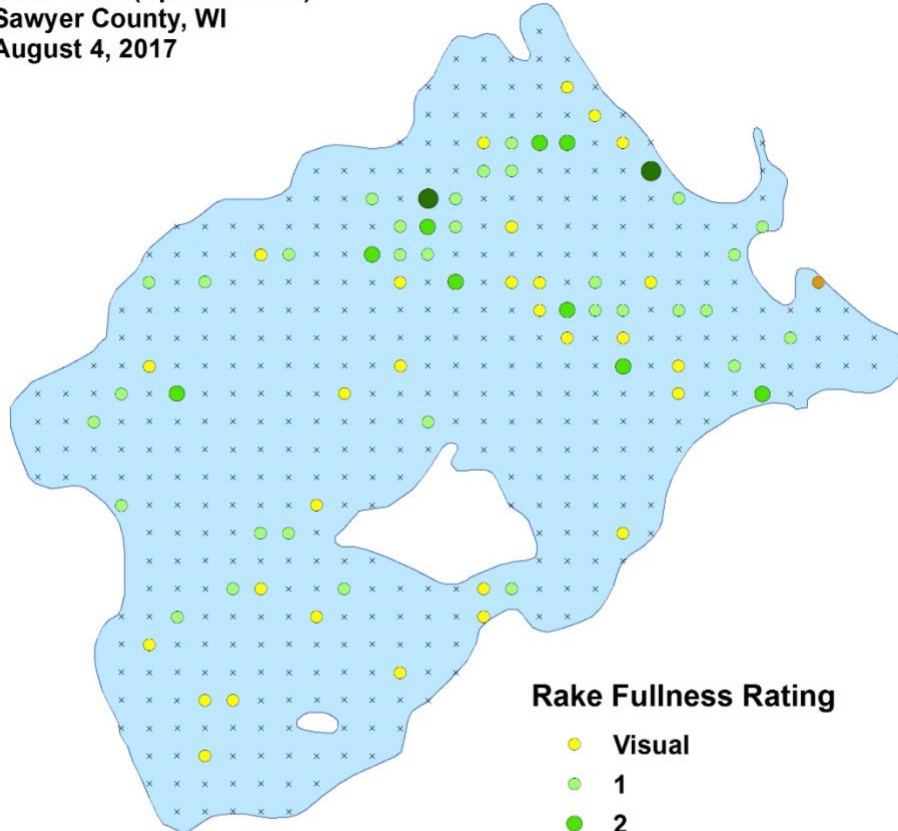 Sawyer County, WI
August 4, 2017
Rake Fullness Rating
Visual
1
2